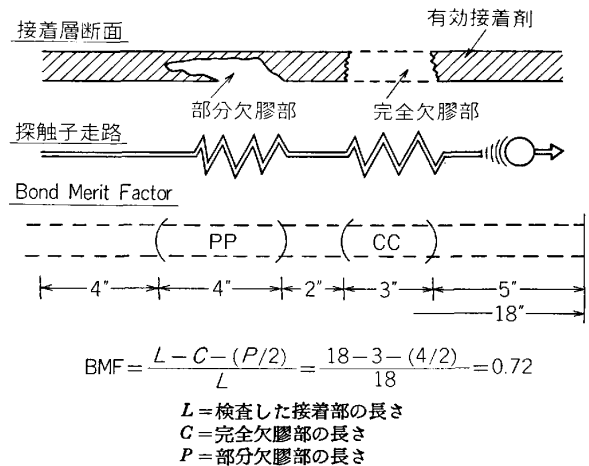 接着層断面
有効接着剤
部分欠膠部
完全欠膠部
探触子走路
Bond Merit Factor
PP
CC
4″
4″
2″
3″
5″
18″
BMF = L − C − (P/2) / L = 18 − 3 − (4/2) / 18 = 0.72
L = 検査した接着部の長さ
C = 完全欠膠部の長さ
P = 部分欠膠部の長さ